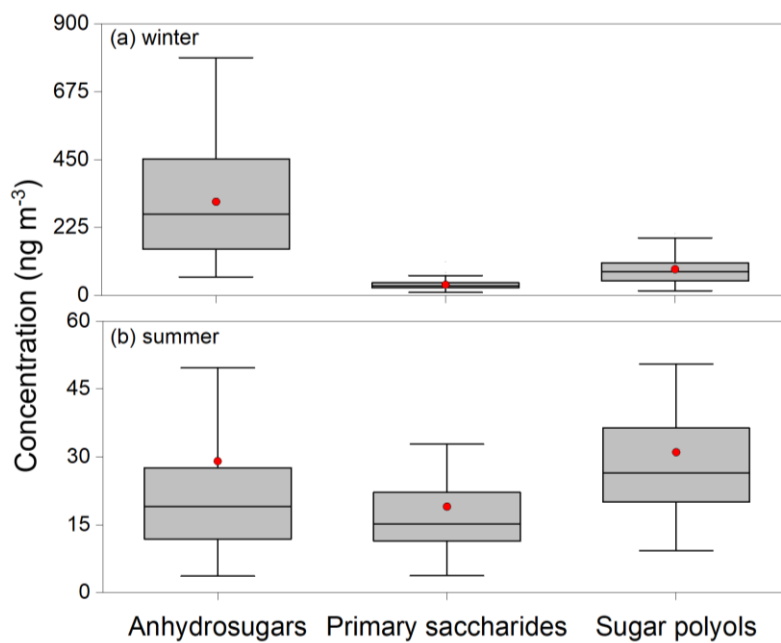 Concentration (ng m⁻³)
(a) winter
900
675
450
225
0
(b) summer
60
45
30
15
0
Anhydrosugars Primary saccharides Sugar polyols